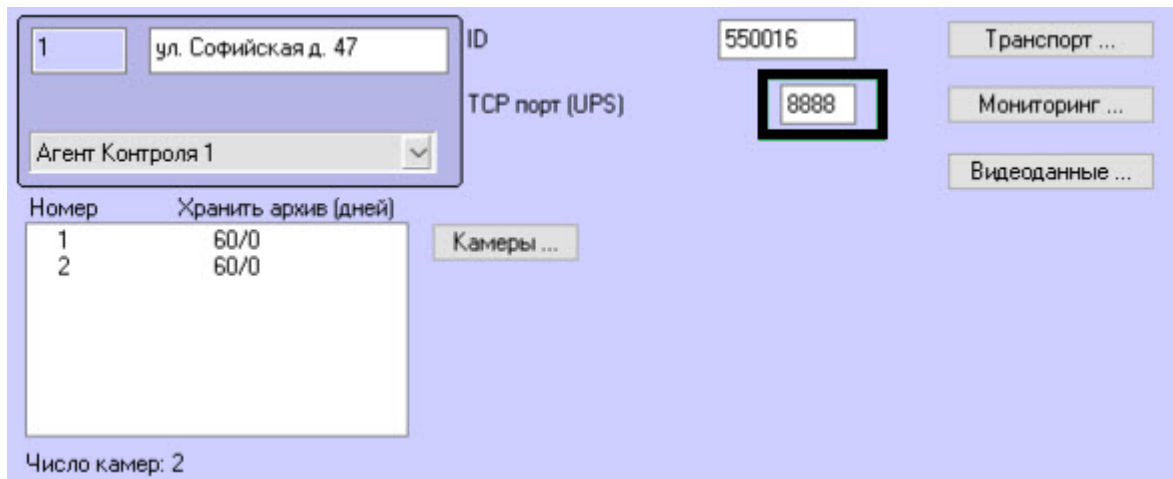 1 ул. Софийская д. 47 ID 550016 Транспорт ...
TCP порт (UPS) 8888 Мониторинг ...
Агент Контроля 1 Видеоданные ...
Номер Хранить архив (дней)
1 60/0 Камеры ...
2 60/0
Число камер: 2